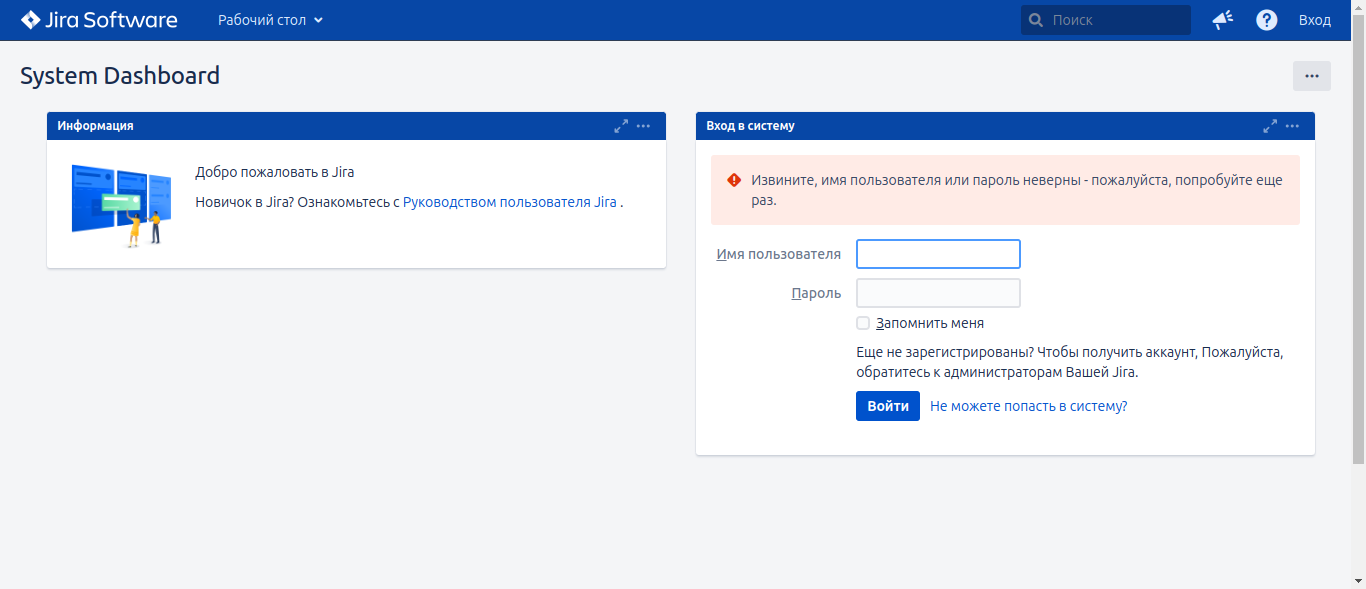 Jira Software
Рабочий стол
Поиск
Вход
System Dashboard
Информация
Добро пожаловать в Jira
Новичок в Jira? Ознакомьтесь с Руководством пользователя Jira .
Вход в систему
Извините, имя пользователя или пароль неверны - пожалуйста, попробуйте еще
раз.
Имя пользователя
Пароль
Запомнить меня
Еще не зарегистрированы? Чтобы получить аккаунт, Пожалуйста,
обратитесь к администраторам Вашей Jira.
Войти
Не можете попасть в систему?